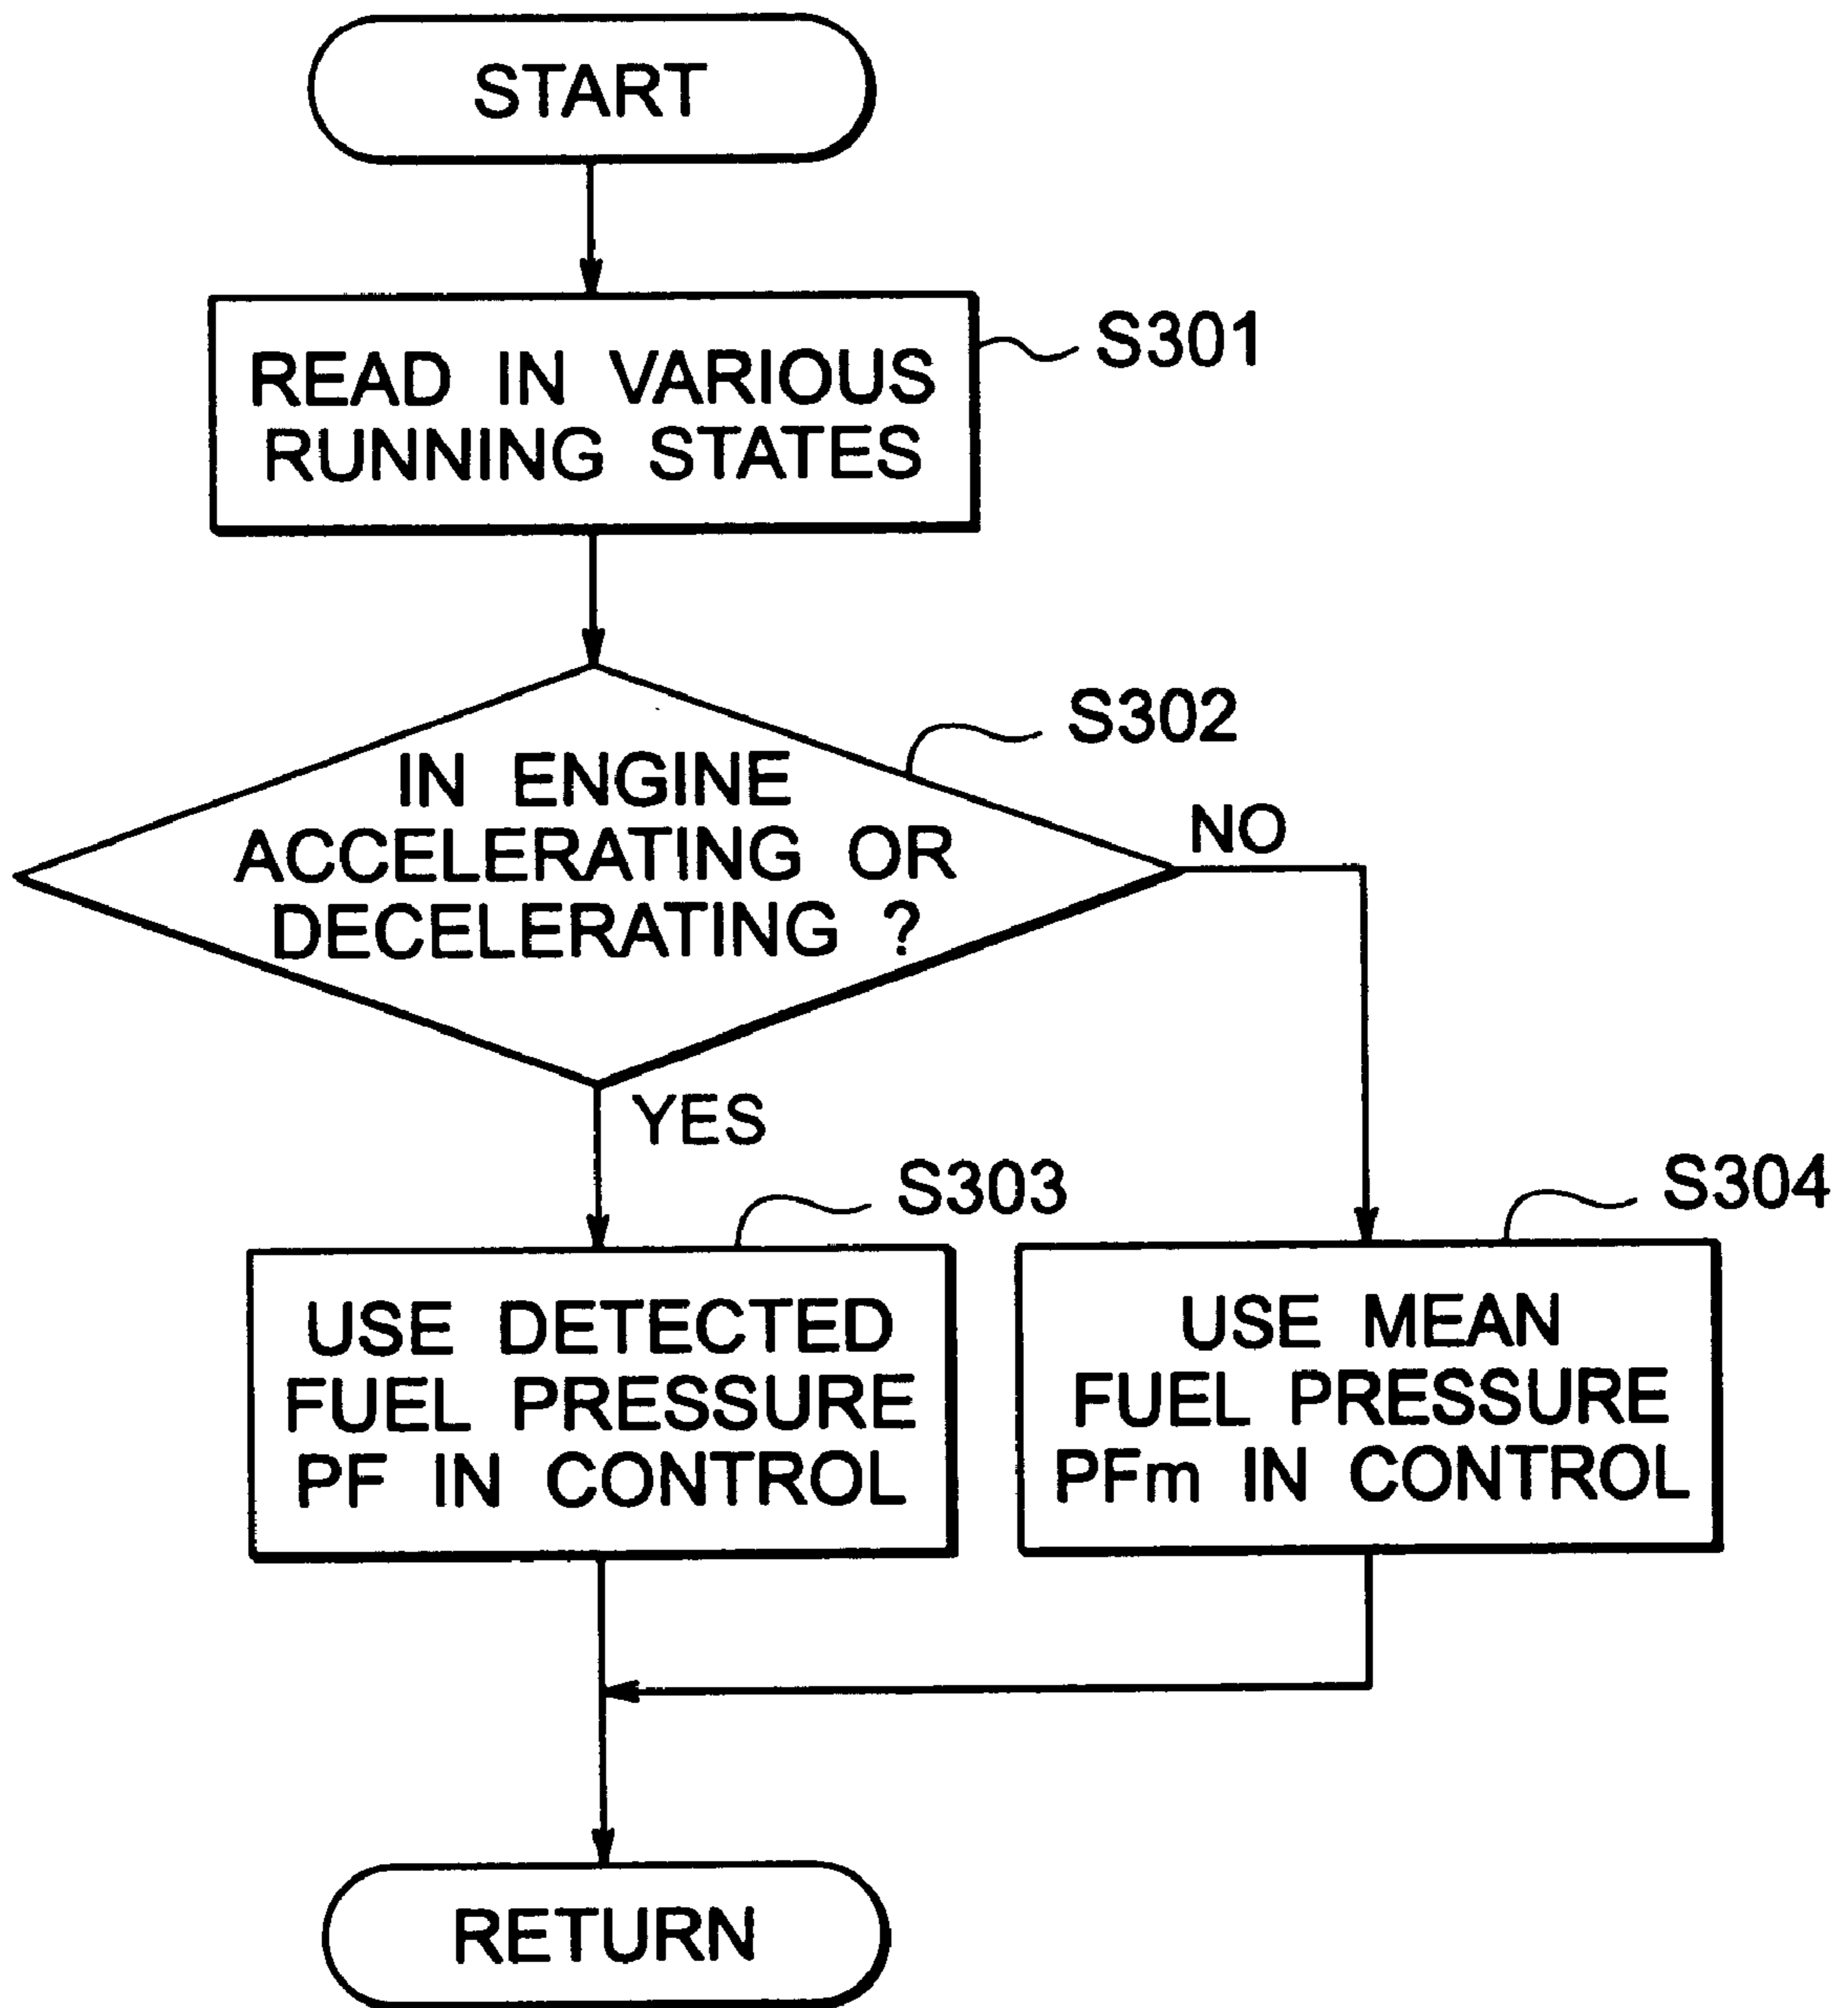 START
READ IN VARIOUS
RUNNING STATES
S301
IN ENGINE
ACCELERATING OR
DECELERATING ?
S302
NO
YES
S303
USE DETECTED
FUEL PRESSURE
PF IN CONTROL
S304
USE MEAN
FUEL PRESSURE
PFm IN CONTROL
RETURN